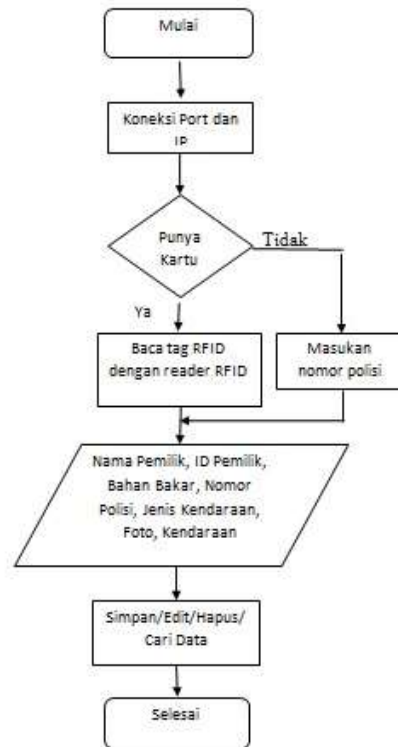 Mulai
Koneksi Port dan
IP
Punya
Kartu
Tidak
Ya
Baca tag RFID
dengan reader RFID
Masukan
nomor polisi
Nama Pemilik, ID Pemilik,
Bahan Bakar, Nomor
Polisi, Jenis Kendaraan,
Foto, Kendaraan
Simpan/Edit/Hapus/
Cari Data
Selesai